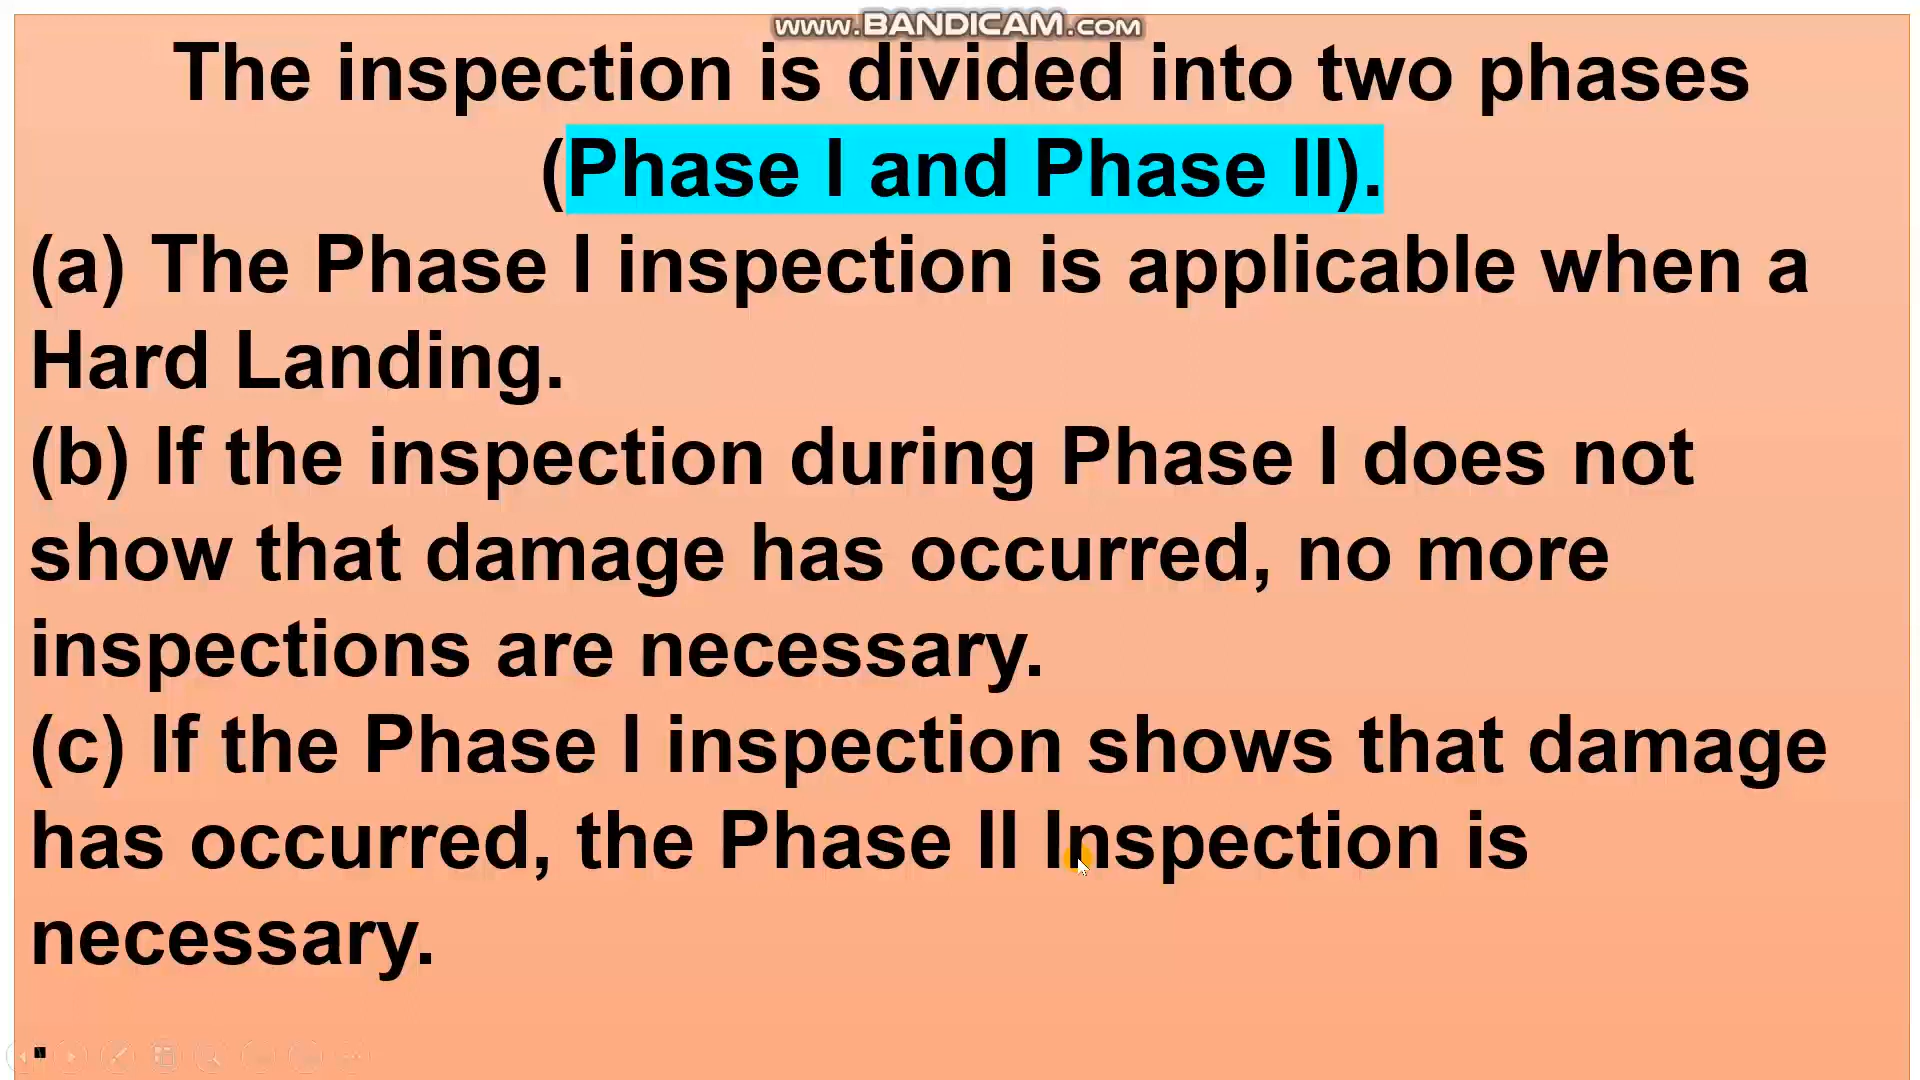 www.BANDICAM.com
The inspection is divided into two phases
(Phase I and Phase II).
(a) The Phase I inspection is applicable when a
Hard Landing.
(b) If the inspection during Phase I does not
show that damage has occurred, no more
inspections are necessary.
(c) If the Phase I inspection shows that damage
has occurred, the Phase II Inspection is
necessary.